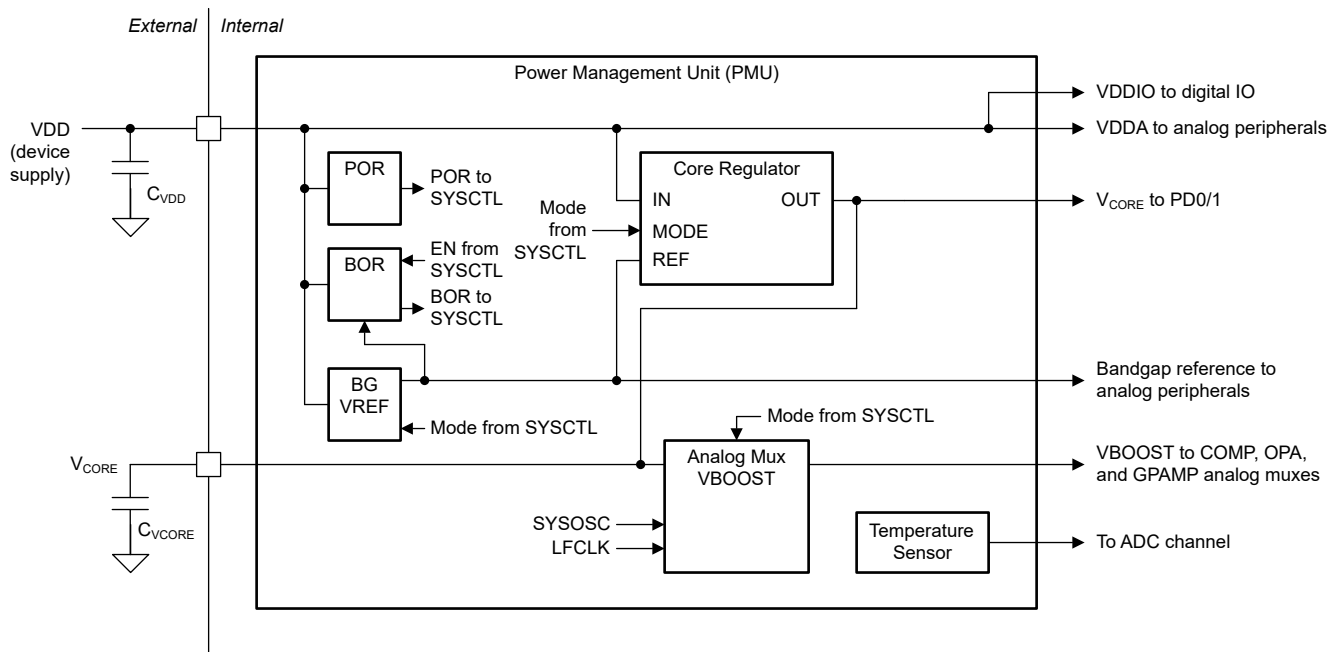 External
Internal
Power Management Unit (PMU)
VDD
(device
supply)
CVDD
VDDIO to digital IO
VDDA to analog peripherals
POR
POR to
SYSCTL
Core Regulator
IN
OUT
MODE
REF
Mode
from
SYSCTL
VCORE to PD0/1
BOR
EN from
SYSCTL
BOR to
SYSCTL
BG
VREF
Mode from SYSCTL
Bandgap reference to
analog peripherals
Mode from SYSCTL
VCORE
CVCORE
Analog Mux
VBOOST
VBOOST to COMP, OPA,
and GPAMP analog muxes
SYSOSC
LFCLK
Temperature
Sensor
To ADC channel